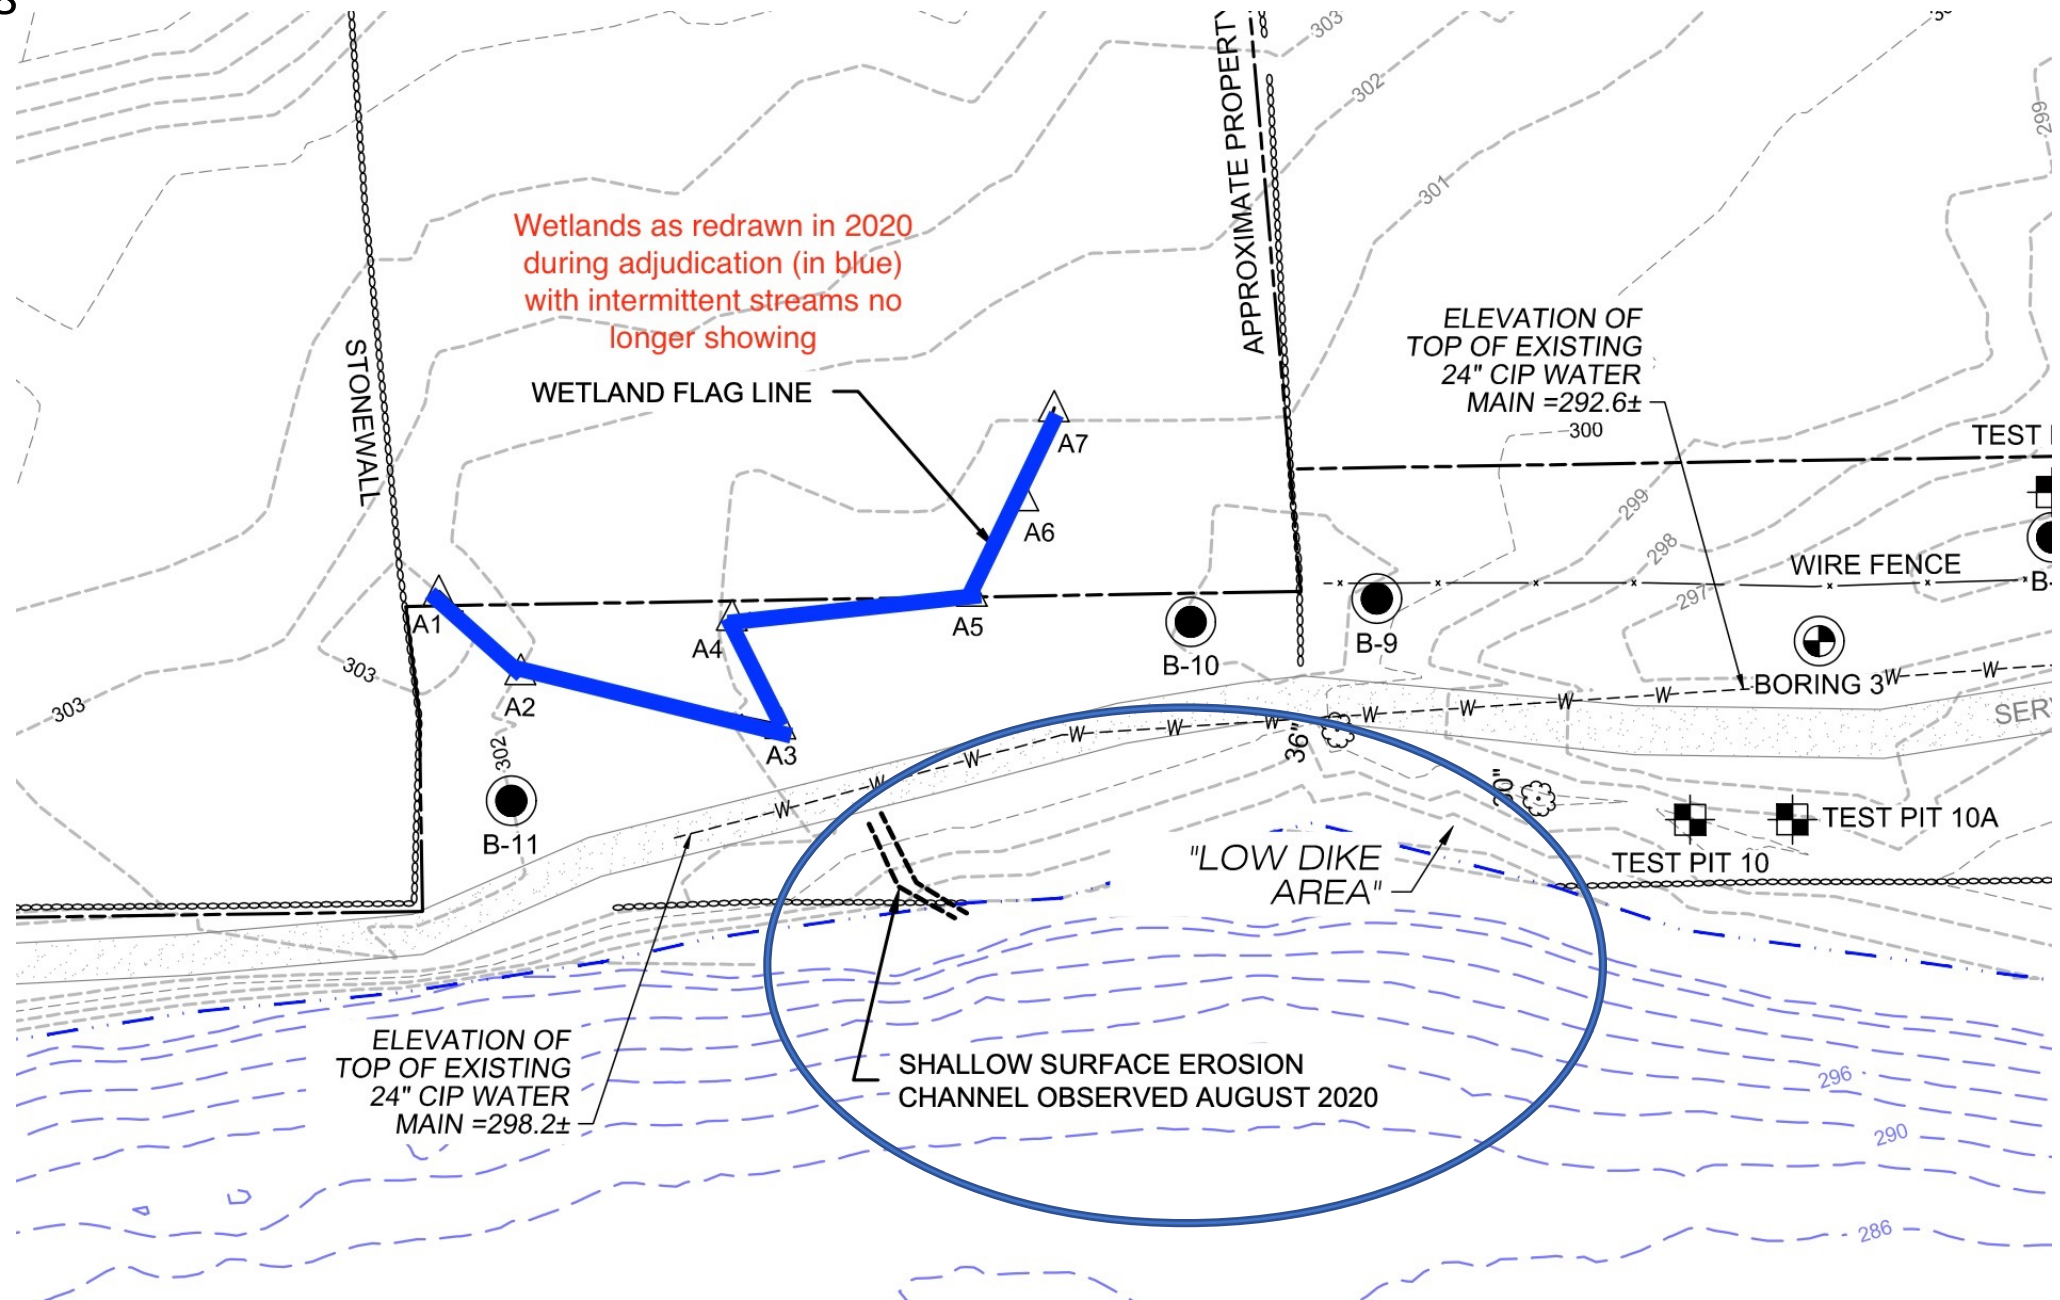 303
302
301
299
APPROXIMATE PROPERTY
Wetlands as redrawn in 2020
during adjudication (in blue)
with intermittent streams no
longer showing
STONEWALL
WETLAND FLAG LINE
ELEVATION OF
TOP OF EXISTING
24" CIP WATER
MAIN =292.6±
300
TEST
A7
A6
299
298
WIRE FENCE
297
B-
A1
A4
A5
B-10
B-9
BORING 3
W
W
303
303
A2
A3
302
B-11
W
W
W
W
W
W
W
W
W
W
SER
36"
TEST PIT 10A
TEST PIT 10
"LOW DIKE
AREA"
ELEVATION OF
TOP OF EXISTING
24" CIP WATER
MAIN =298.2±
SHALLOW SURFACE EROSION
CHANNEL OBSERVED AUGUST 2020
296
290
286